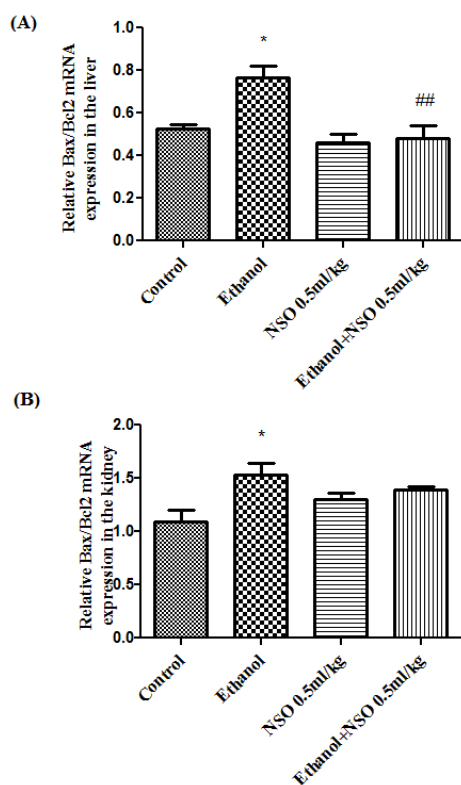 (A)
Relative Bax/Bcl2 mRNA
expression in the liver
1.0
0.8
0.6
0.4
0.2
0.0
*
##
Control
Ethanol
NSO 0.5ml/kg
Ethanol+NSO 0.5ml/kg
(B)
Relative Bax/Bcl2 mRNA
expression in the kidney
2.0
1.5
1.0
0.5
0.0
*
Control
Ethanol
NSO 0.5ml/kg
Ethanol+NSO 0.5ml/kg